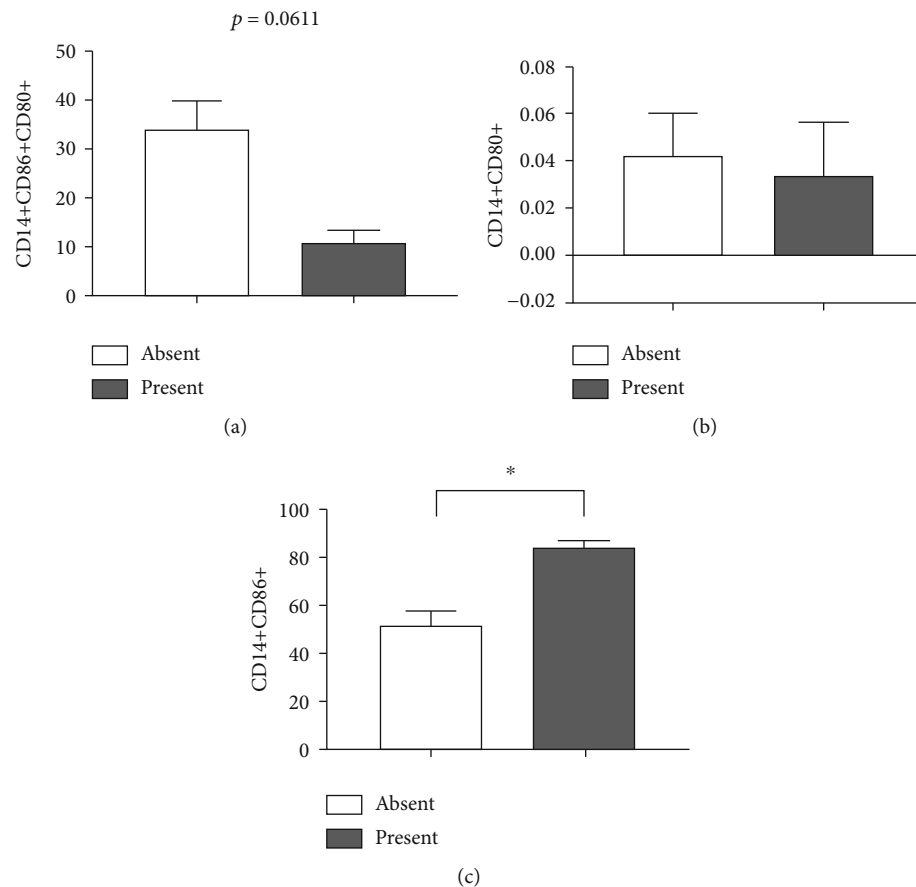 p = 0.0611
CD14+CD86+CD80+
50
40
30
20
10
0
Absent
Present
(a)
CD14+CD80+
0.08
0.06
0.04
0.02
0.00
−0.02
Absent
Present
(b)
*
CD14+CD86+
100
80
60
40
20
0
Absent
Present
(c)